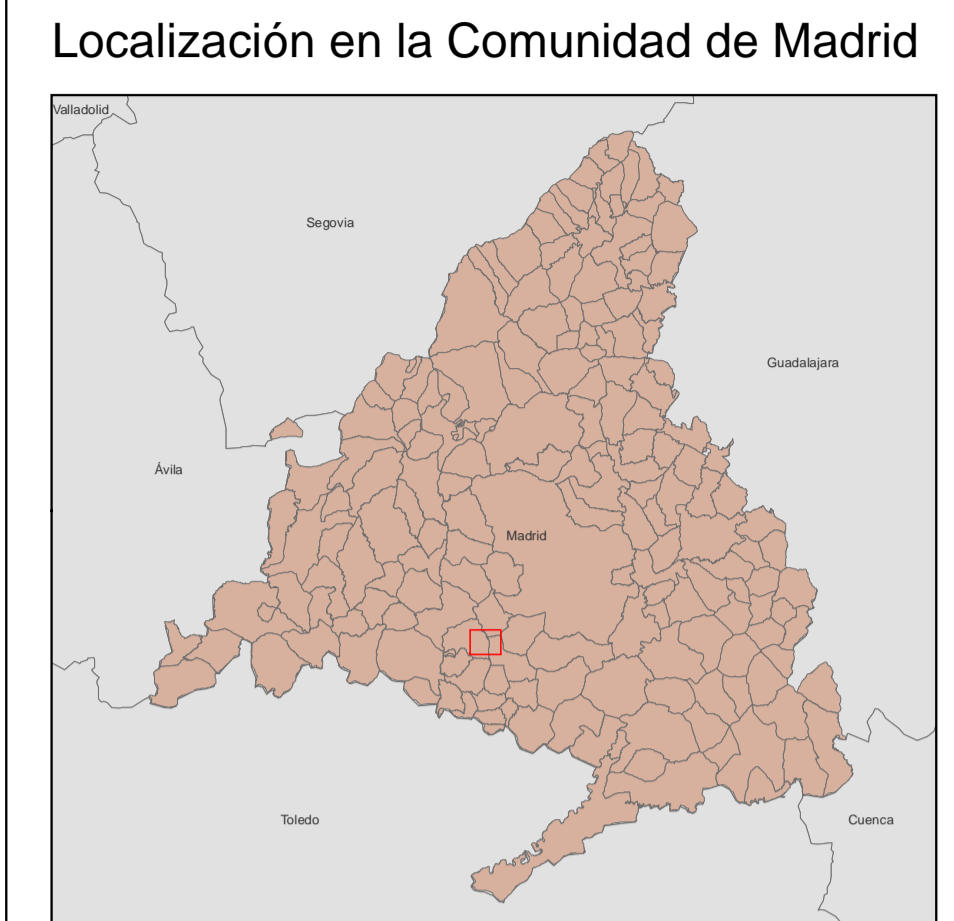 Localización en la Comunidad de Madrid
Valladolid
Segovia
Guadalajara
Ávila
Madrid
Toledo
Cuenca